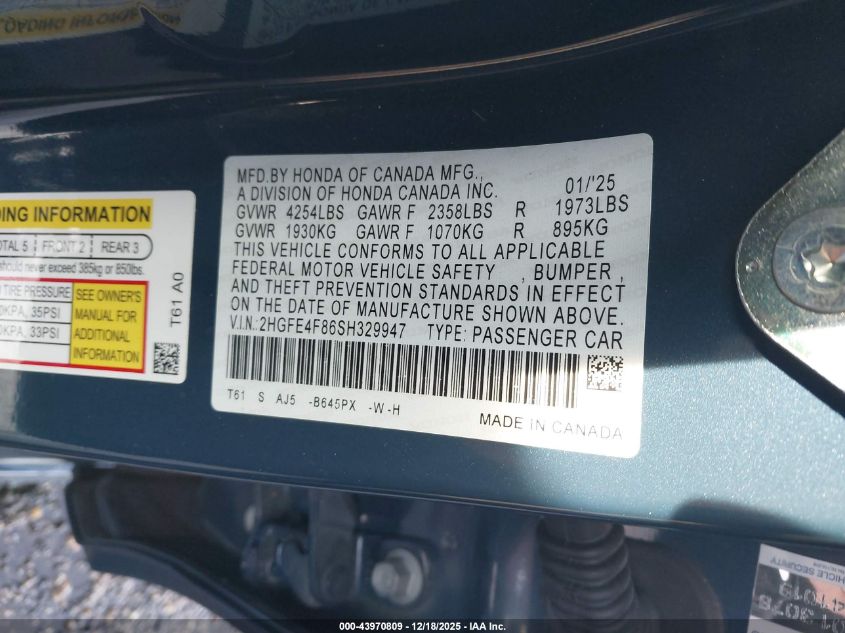 MFD.BY HONDA OF CANADA MFG.,
A DIVISION OF HONDA CANADA INC. 01/'25
GVWR 4254LBS GAWR F 2358LBS R 1973LBS
GVWR 1930KG GAWR F 1070KG R 895KG
THIS VEHICLE CONFORMS TO ALL APPLICABLE
FEDERAL MOTOR VEHICLE SAFETY , BUMPER ,
AND THEFT PREVENTION STANDARDS IN EFFECT
ON THE DATE OF MANUFACTURE SHOWN ABOVE.
V.I.N.:2HGFE4F86SH329947 TYPE: PASSENGER CAR
T61 S AJ5 -B645PX -W-H
MADE IN CANADA
INFORMATION
5 FRONT 2 REAR 3
should never exceed 385kg or 850lbs.
TIRE PRESSURE
35PSI
33PSI
SEE OWNER'S
MANUAL FOR
ADDITIONAL
INFORMATION
T61 A0
SECURITY
000-43970809 - 12/18/2025 - IAA Inc.